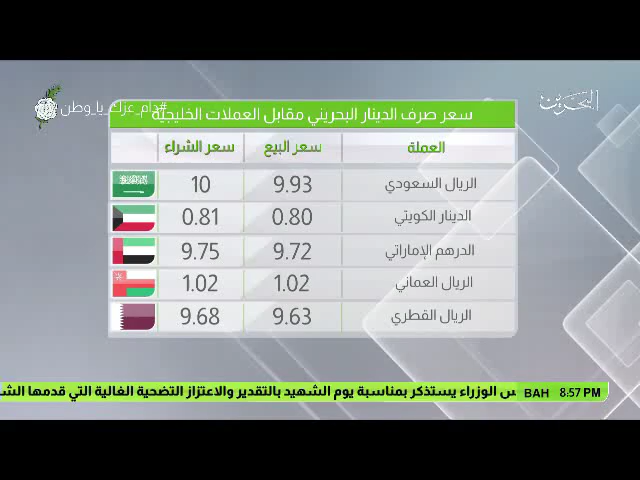 البحرين
#دام_عزك_يا_وطن
سعر صرف الدينار البحريني مقابل العملات الخليجية
العملة سعر البيع سعر الشراء
الريال السعودي 9.93 10
الدينار الكويتي 0.80 0.81
الدرهم الإماراتي 9.72 9.75
الريال العماني 1.02 1.02
الريال القطري 9.63 9.68
BAH 8:57 PM
س الوزراء يستذكر بمناسبة يوم الشهيد بالتقدير والاعتزاز التضحية الغالية التي قدمها الش